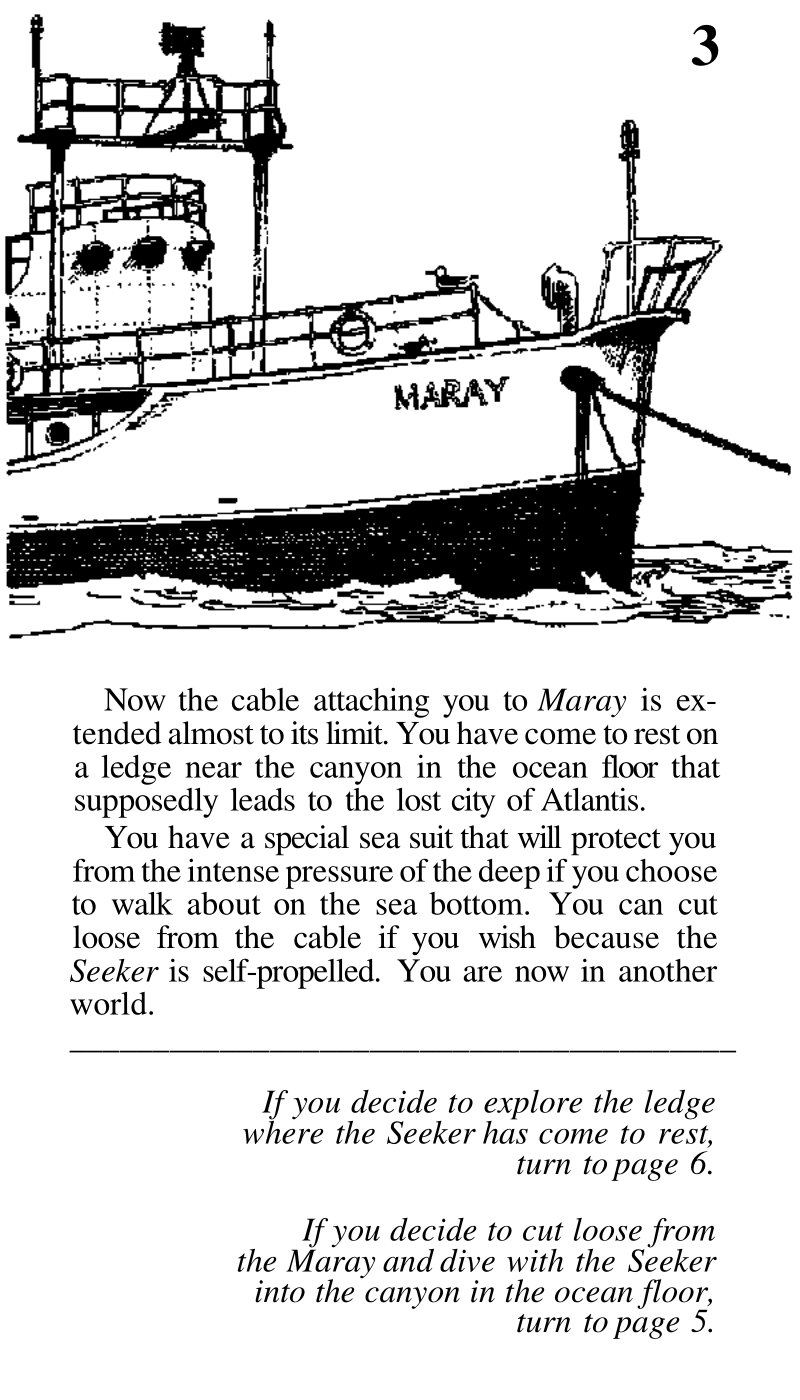 3
MARAY
Now the cable attaching you to Maray is ex-
tended almost to its limit. You have come to rest on
a ledge near the canyon in the ocean floor that
supposedly leads to the lost city of Atlantis.
You have a special sea suit that will protect you
from the intense pressure of the deep if you choose
to walk about on the sea bottom. You can cut
loose from the cable if you wish because the
Seeker is self-propelled. You are now in another
world.
If you decide to explore the ledge
where the Seeker has come to rest,
turn to page 6.
If you decide to cut loose from
the Maray and dive with the Seeker
into the canyon in the ocean floor,
turn to page 5.